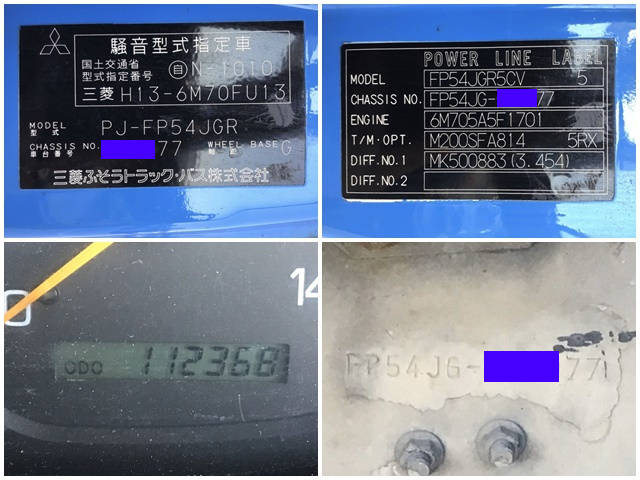 騒音型式指定車
国土交通省
型式指定番号 自N-1010
三菱 H13-6M70FU13
MODEL
型式 PJ-FP54JGR
CHASSIS NO. 77 WHEEL BASE G
車台番号 軸距
三菱ふそうトラック・バス株式会社
POWER LINE LABEL
MODEL FP54JGR5CV 5
CHASSIS NO. FP54JG- 77
ENGINE 6M705A5F1701
T/M・OPT. M200SFA814 5RX
DIFF.NO.1 MK500883(3.454)
DIFF.NO.2
0
14
ODO 112368
FP54JG- 77